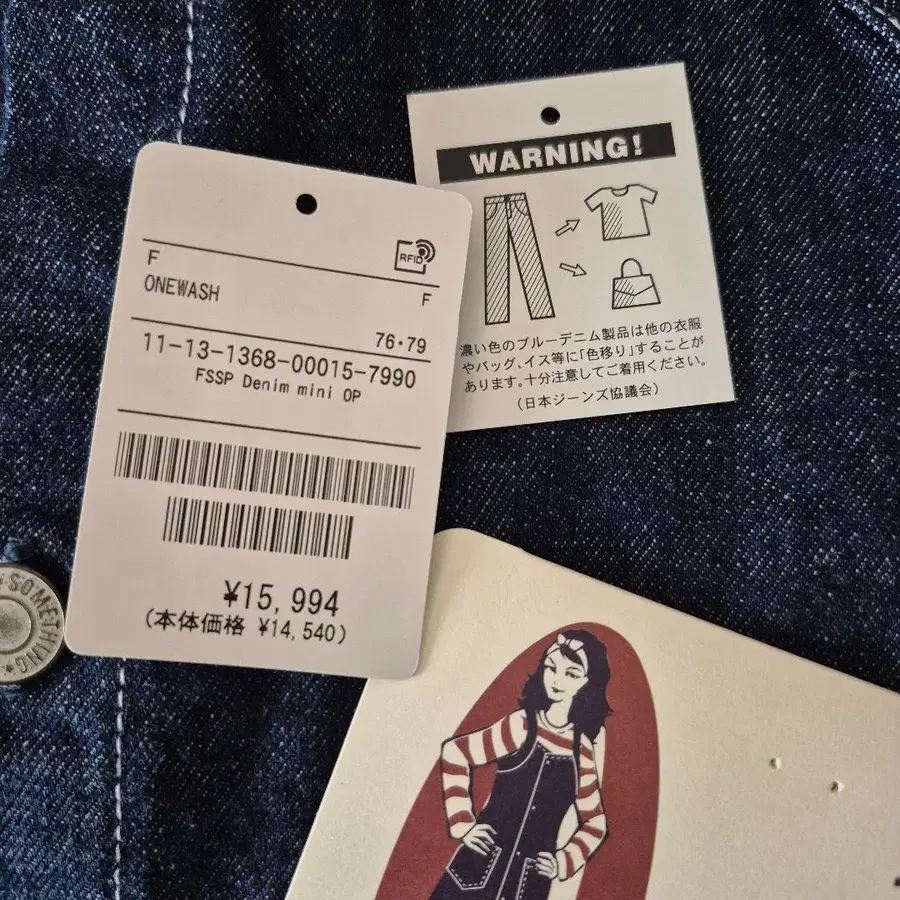 RFID
F
ONEWASH
F
76・79
11-13-1368-00015-7990
FSSP Denim mini OP
¥15,994
(本体価格 ¥14,540)
WARNING!
濃い色のブルーデニム製品は他の衣服
やバッグ、イス等に「色移り」することが
あります。十分注意してご着用ください。
(日本ジーンズ協議会)
SOMETHING